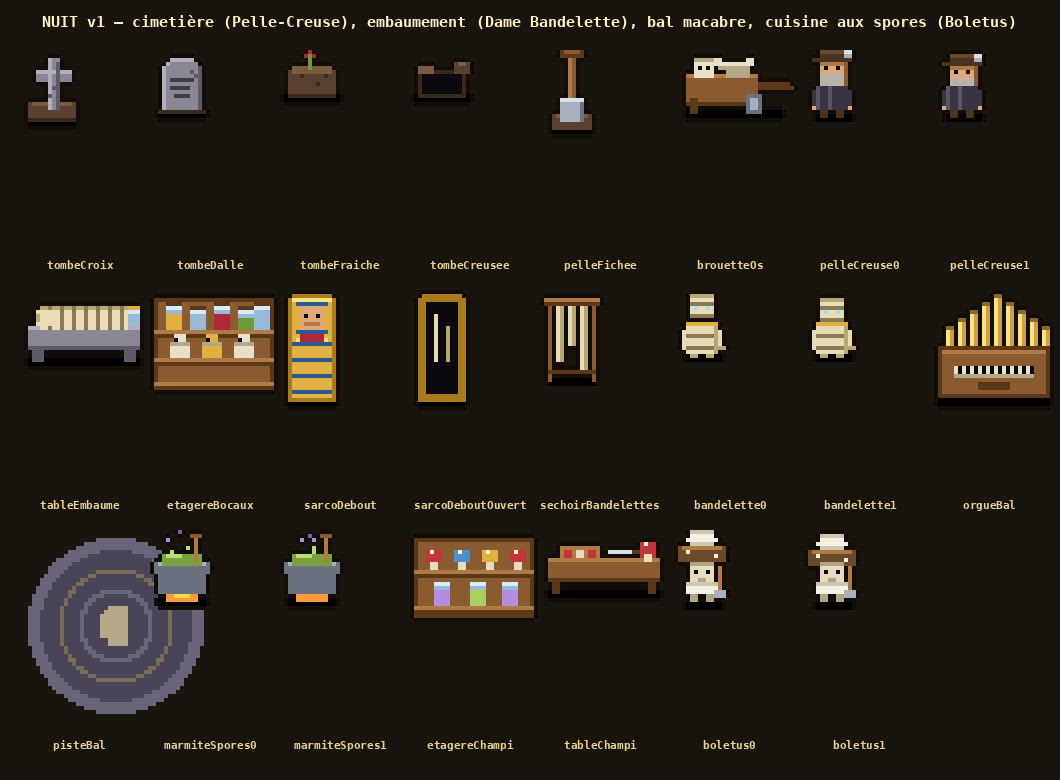 NUIT v1 — cimetière (Pelle-Creuse), embaumement (Dame Bandelette), bal macabre, cuisine aux spores (Boletus)
tombeCroix tombeDalle tombeFraiche tombeCreusee pelleFichee brouetteOs pelleCreuse0 pelleCreuse1
tableEmbaume etagereBocaux sarcoDebout sarcoDeboutOuvert sechoirBandelettes bandelette0 bandelette1 orgueBal
pisteBal marmiteSpores0 marmiteSpores1 etagereChampi tableChampi boletus0 boletus1